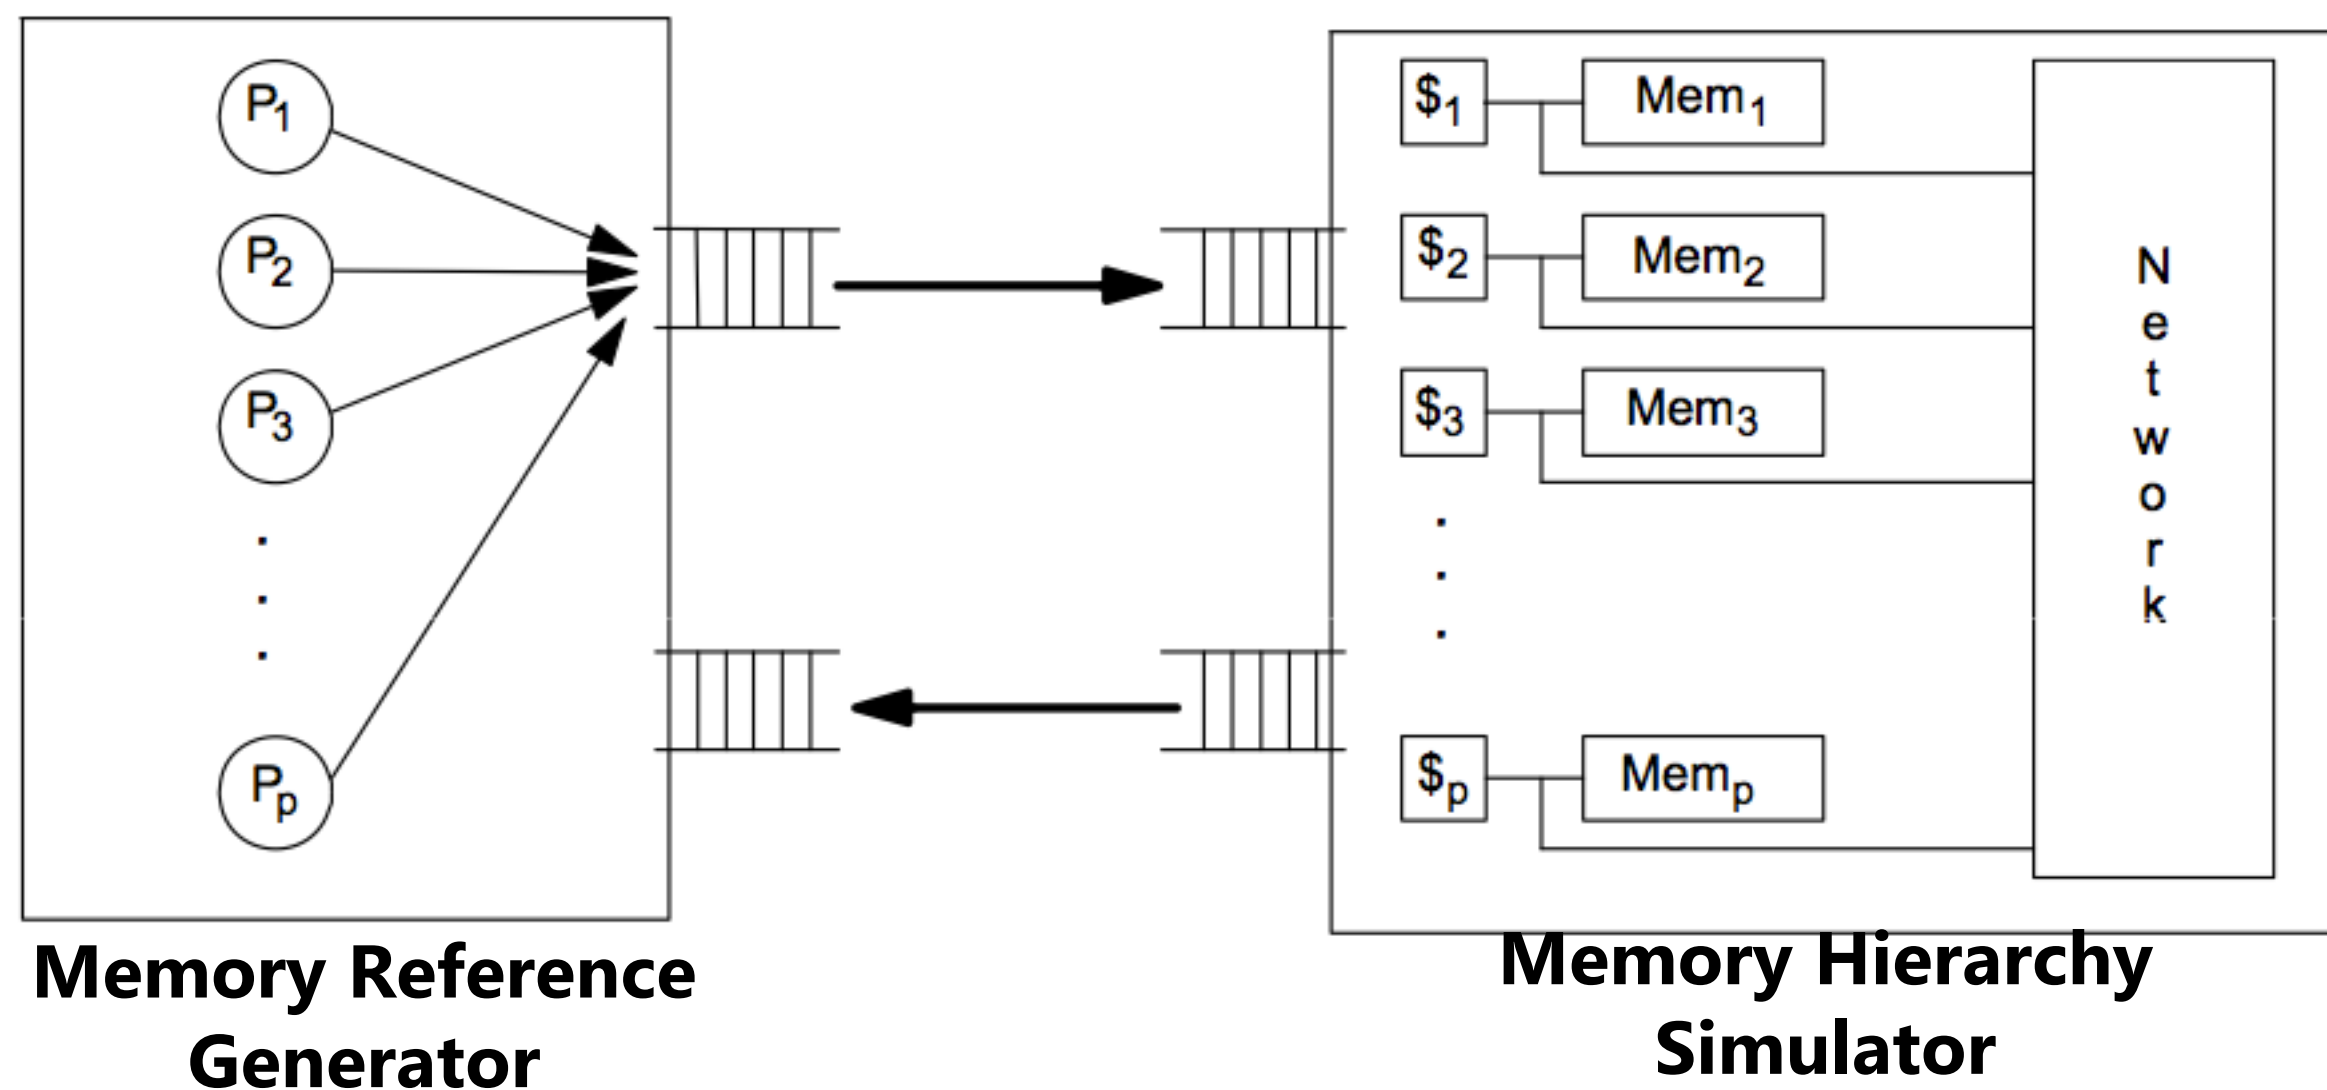 P1
P2
P3
.
.
.
Pp
$1 Mem1
$2 Mem2
$3 Mem3
.
.
.
$p Memp
N
e
t
w
o
r
k
Memory Reference
Generator
Memory Hierarchy
Simulator